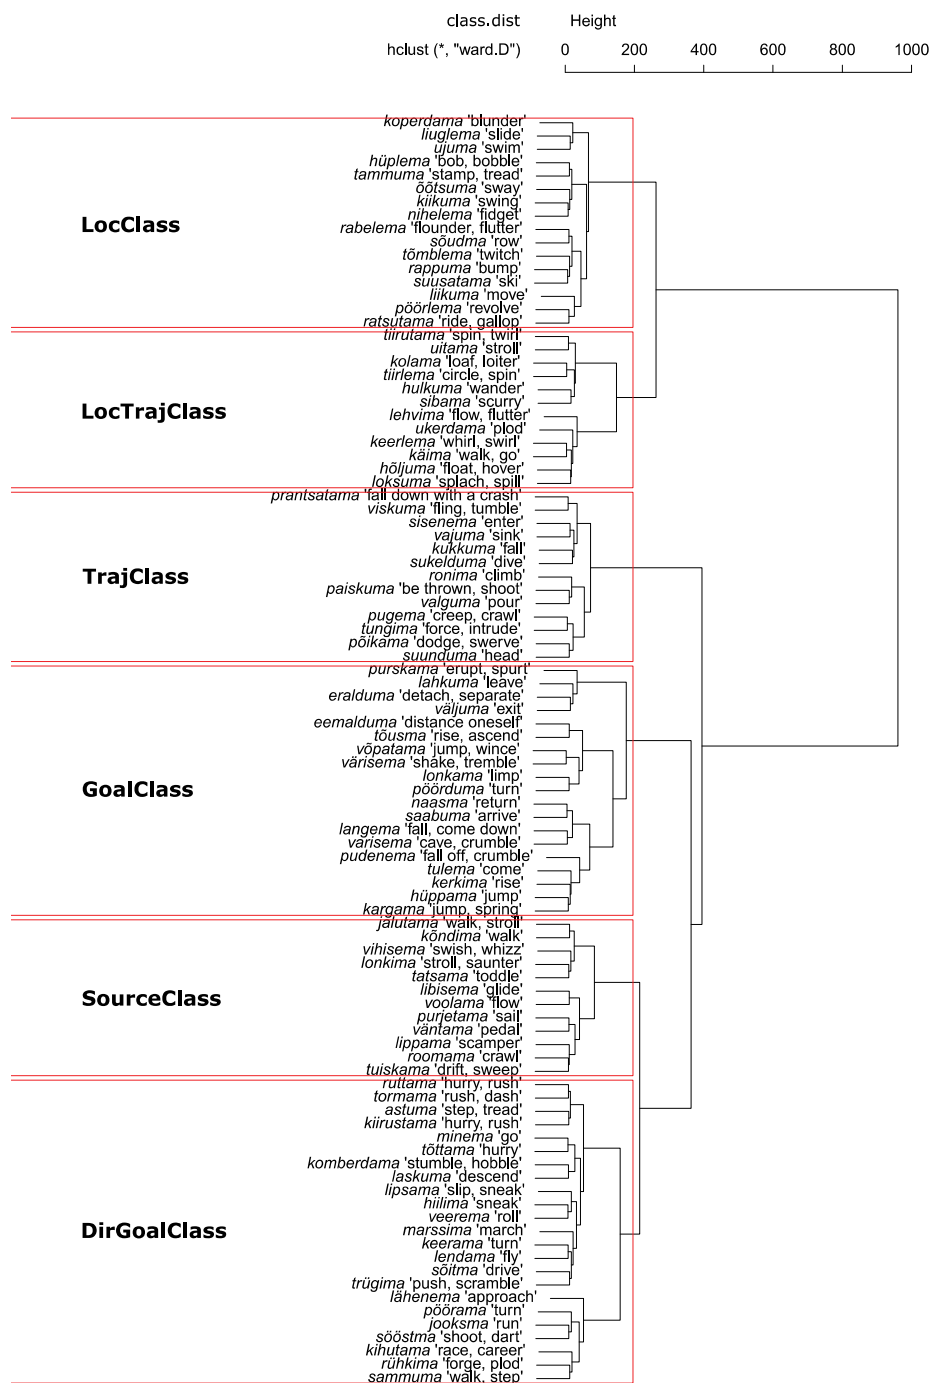 class.dist Height
hclust (*, "ward.D") 0 200 400 600 800 1000
koperdama 'blunder'
liuglema 'slide'
ujuma 'swim'
hüplema 'bob, bobble'
tammuma 'stamp, tread'
õõtsuma 'sway'
kiikuma 'swing'
nihelema 'fidget'
LocClass
rabelema 'flounder, flutter'
sõudma 'row'
tõmblema 'twitch'
rappuma 'bump'
suusatama 'ski'
liikuma 'move'
pöörlema 'revolve'
ratsutama 'ride, gallop'
tiirutama 'spin, twirl'
uitama 'stroll'
kolama 'loaf, loiter'
tiirlema 'circle, spin'
hulkuma 'wander'
sibama 'scurry'
LocTrajClass
lehvima 'flow, flutter'
ukerdama 'plod'
keerlema 'whirl, swirl'
käima 'walk, go'
hõljuma 'float, hover'
loksuma 'splach, spill'
prantsatama 'fall down with a crash'
viskuma 'fling, tumble'
sisenema 'enter'
vajuma 'sink'
kukkuma 'fall'
sukelduma 'dive'
TrajClass
ronima 'climb'
paiskuma 'be thrown, shoot'
valguma 'pour'
pugema 'creep, crawl'
tungima 'force, intrude'
põikama 'dodge, swerve'
suunduma 'head'
purskama 'erupt, spurt'
lahkuma 'leave'
eralduma 'detach, separate'
väljuma 'exit'
eemalduma 'distance oneself'
tõusma 'rise, ascend'
võpatama 'jump, wince'
värisema 'shake, tremble'
lonkama 'limp'
GoalClass
pöörduma 'turn'
naasma 'return'
saabuma 'arrive'
langema 'fall, come down'
varisema 'cave, crumble'
pudenema 'fall off, crumble'
tulema 'come'
kerkima 'rise'
hüppama 'jump'
kargama 'jump, spring'
jalutama 'walk, stroll'
kõndima 'walk'
vihisema 'swish, whizz'
lonkima 'stroll, saunter'
tatsama 'toddle'
libisema 'glide'
SourceClass
voolama 'flow'
purjetama 'sail'
väntama 'pedal'
lippama 'scamper'
roomama 'crawl'
tuiskama 'drift, sweep'
ruttama 'hurry, rush'
tormama 'rush, dash'
astuma 'step, tread'
kiirustama 'hurry, rush'
minema 'go'
tõttama 'hurry'
komberdama 'stumble, hobble'
laskuma 'descend'
lipsama 'slip, sneak'
hiilima 'sneak'
veerema 'roll'
DirGoalClass
marssima 'march'
keerama 'turn'
lendama 'fly'
sõitma 'drive'
trügima 'push, scramble'
lähenema 'approach'
pöörama 'turn'
jooksma 'run'
sööstma 'shoot, dart'
kihutama 'race, career'
rühkima 'forge, plod'
sammuma 'walk, step'